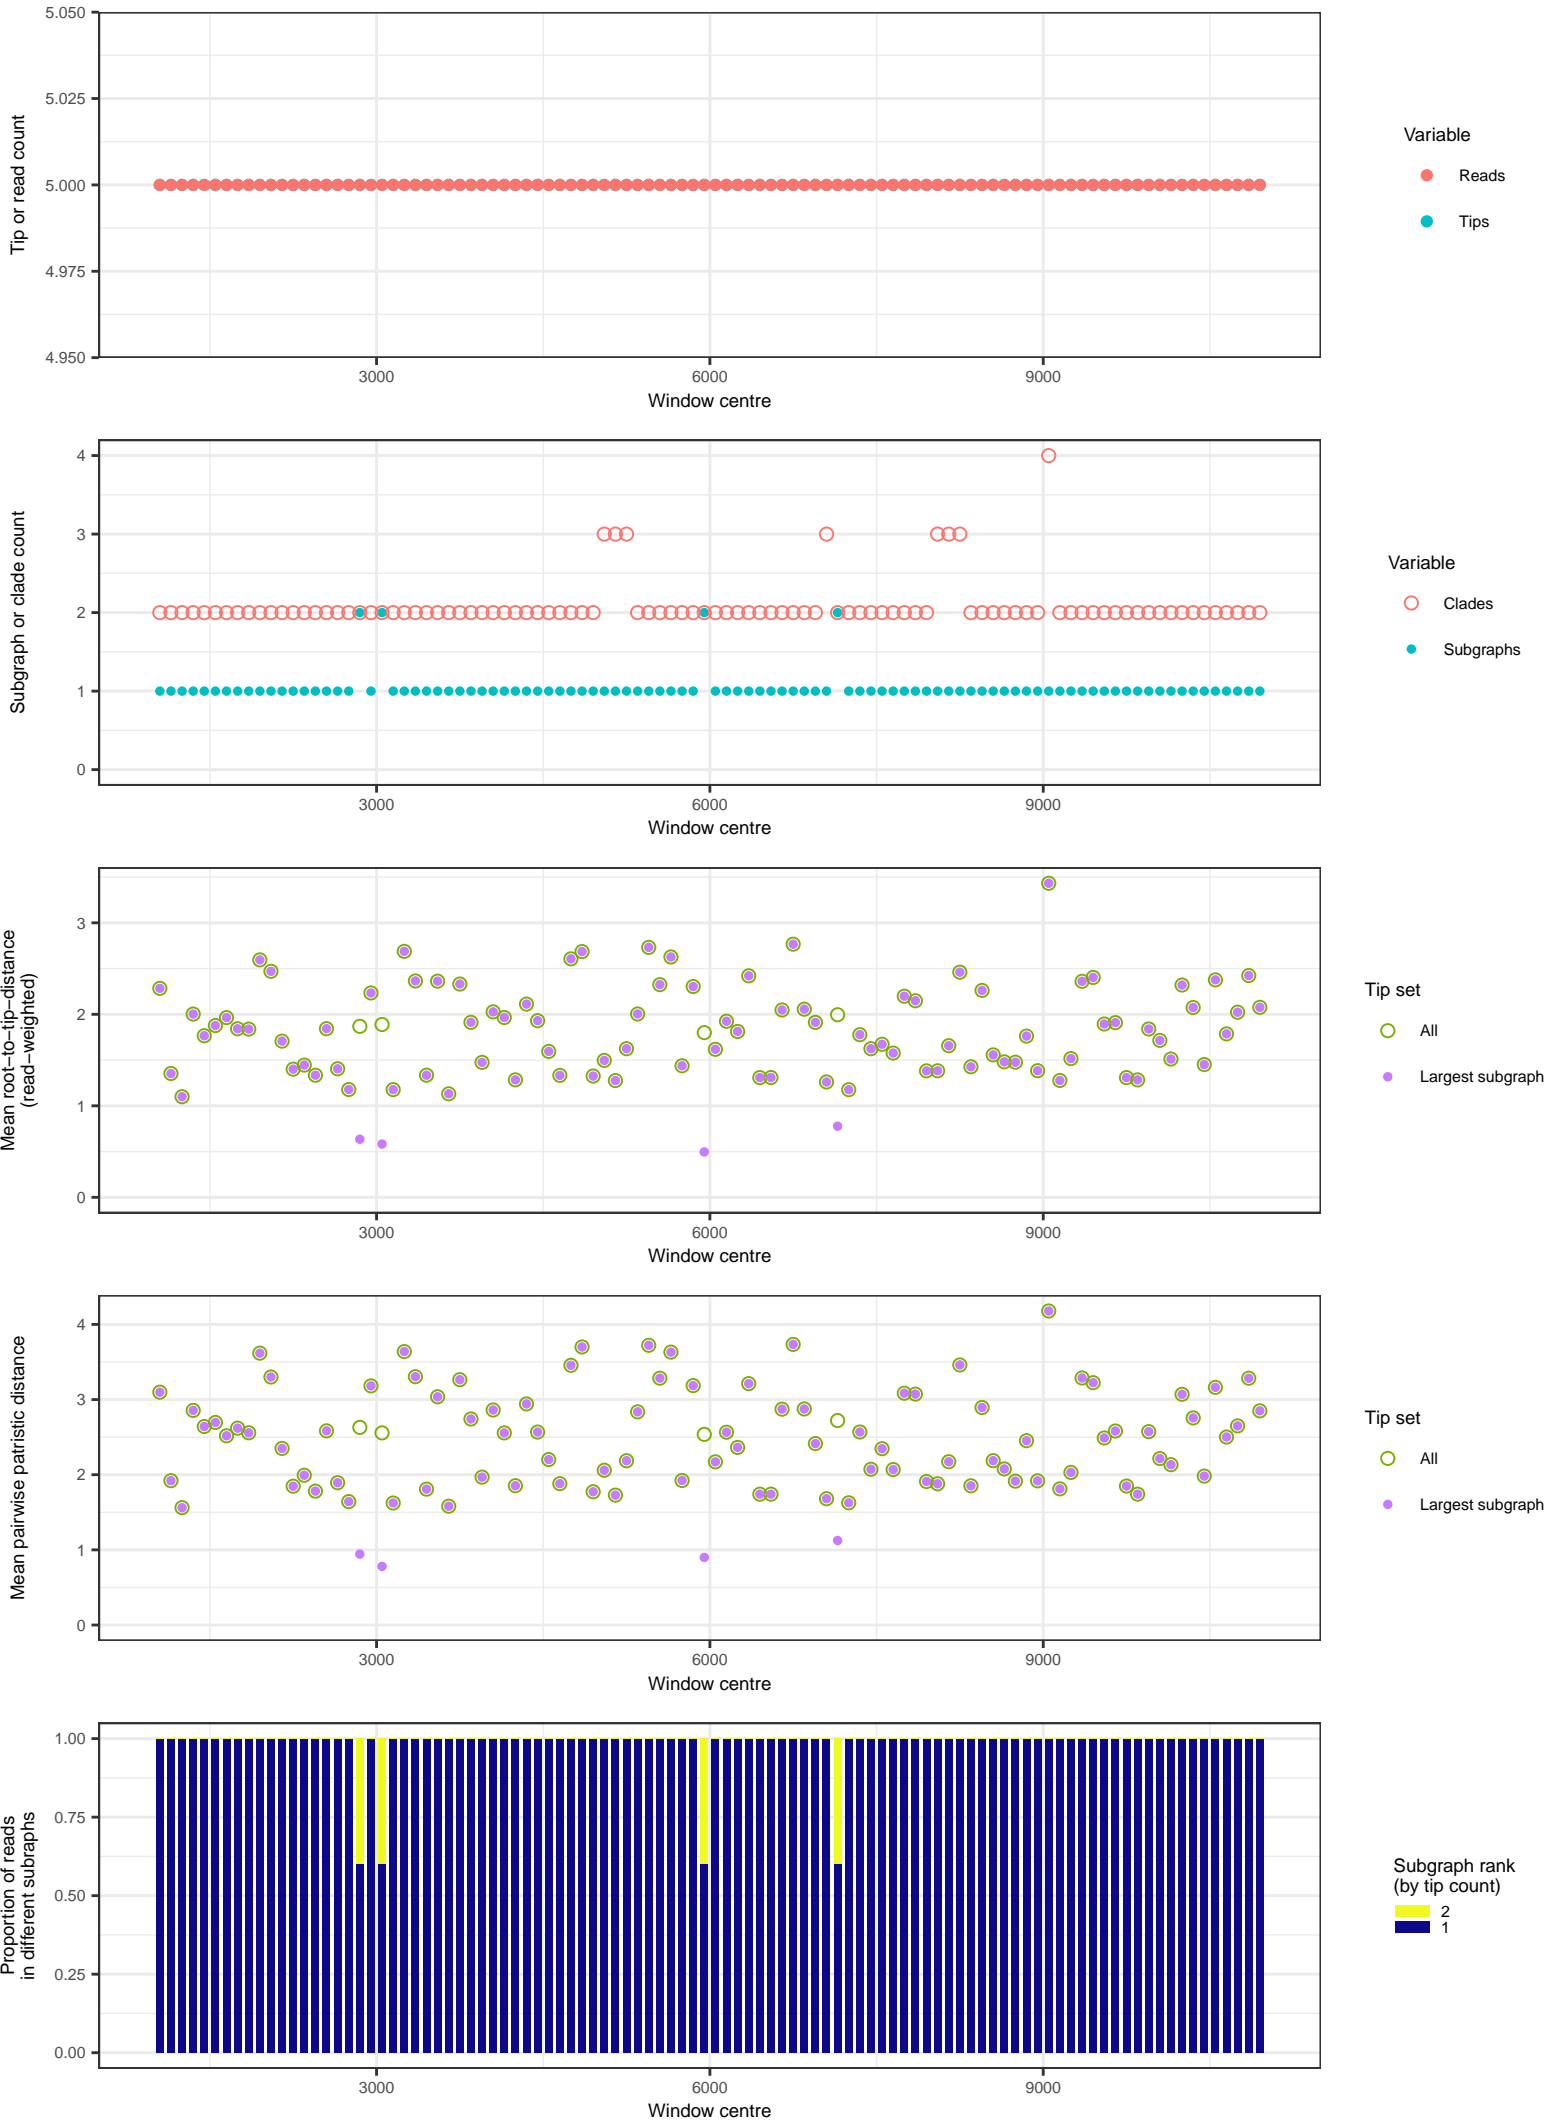 5.050
5.025
5.000
4.975
4.950
Tip or read count
3000
6000
9000
Window centre
Variable
Reads
Tips
4
3
2
1
0
Subgraph or clade count
3000
6000
9000
Window centre
Variable
Clades
Subgraphs
3
2
1
0
Mean root−to−tip−distance
(read−weighted)
3000
6000
9000
Window centre
Tip set
All
Largest subgraph
4
3
2
1
0
Mean pairwise patristic distance
3000
6000
9000
Window centre
Tip set
All
Largest subgraph
1.00
0.75
0.50
0.25
0.00
Proportion of reads
in different subraphs
3000
6000
9000
Window centre
Subgraph rank
(by tip count)
2
1